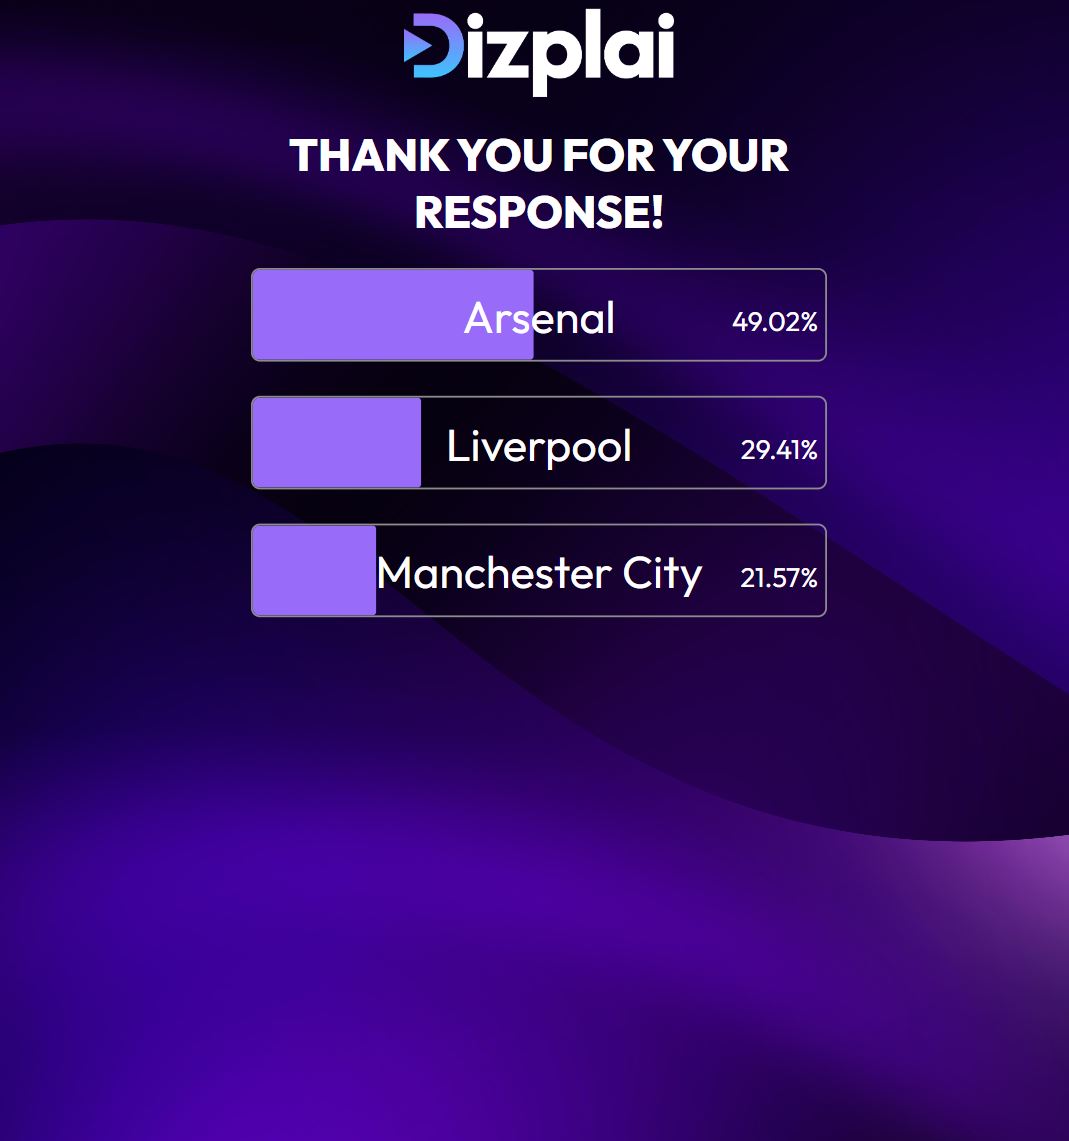 Dizplai
THANK YOU FOR YOUR
RESPONSE!
Arsenal 49.02%
Liverpool 29.41%
Manchester City 21.57%